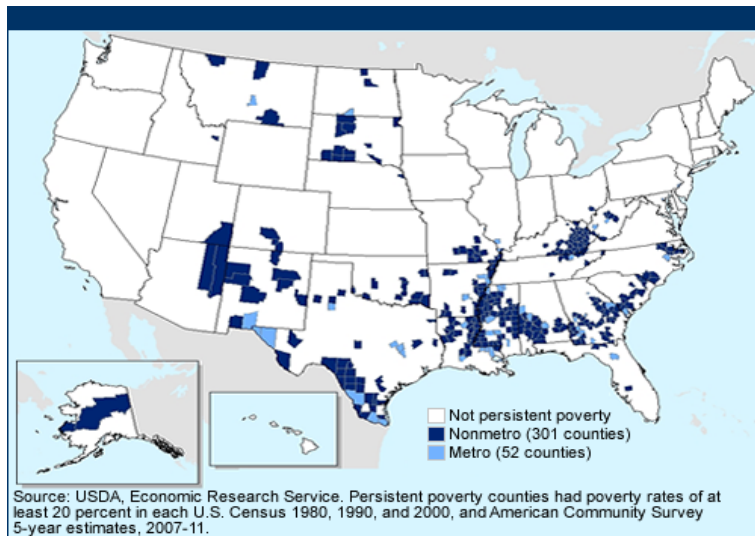 Not persistent poverty
Nonmetro (301 counties)
Metro (52 counties)
Source: USDA, Economic Research Service. Persistent poverty counties had poverty rates of at
least 20 percent in each U.S. Census 1980, 1990, and 2000, and American Community Survey
5-year estimates, 2007-11.